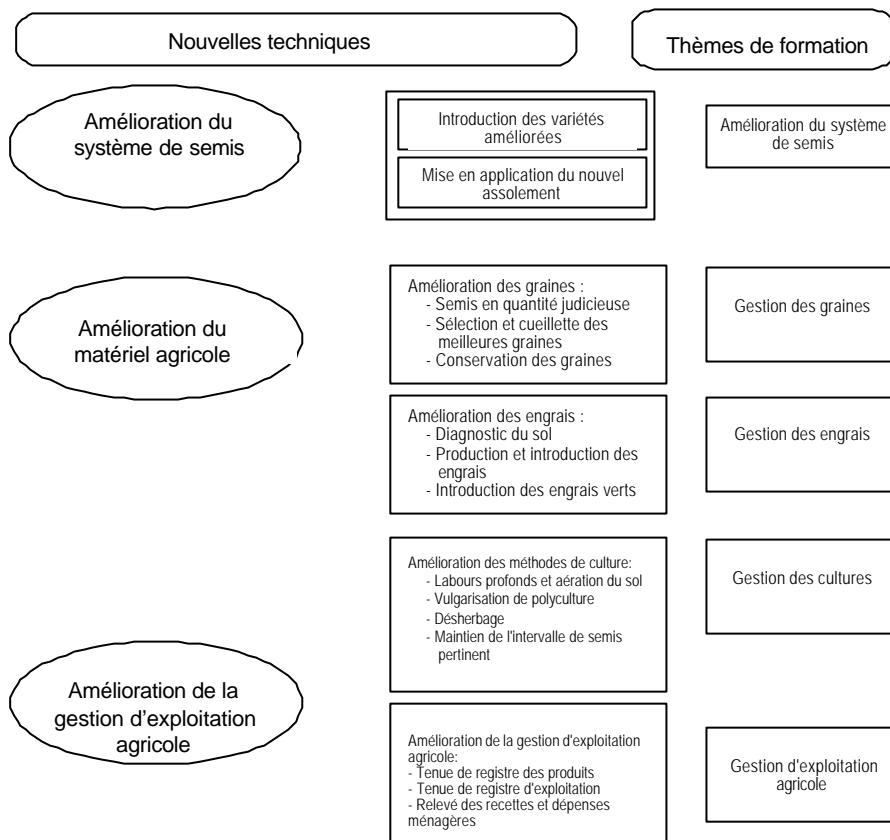 Nouvelles techniques
Thèmes de formation
Amélioration du
système de semis
Introduction des variétés
améliorées
Mise en application du nouvel
assolement
Amélioration du système
de semis
Amélioration du
matériel agricole
Amélioration des graines :
- Semis en quantité judicieuse
- Sélection et cueillette des
meilleures graines
- Conservation des graines
Gestion des graines
Amélioration des engrais :
- Diagnostic du sol
- Production et introduction des
engrais
- Introduction des engrais verts
Gestion des engrais
Amélioration des méthodes de culture:
- Labours profonds et aération du sol
- Vulgarisation de polyculture
- Désherbage
- Maintien de l'intervalle de semis
pertinent
Gestion des cultures
Amélioration de la
gestion d'exploitation
agricole
Amélioration de la gestion d'exploitation
agricole:
- Tenue de registre des produits
- Tenue de registre d'exploitation
- Relevé des recettes et dépenses
ménagères
Gestion d'exploitation
agricole